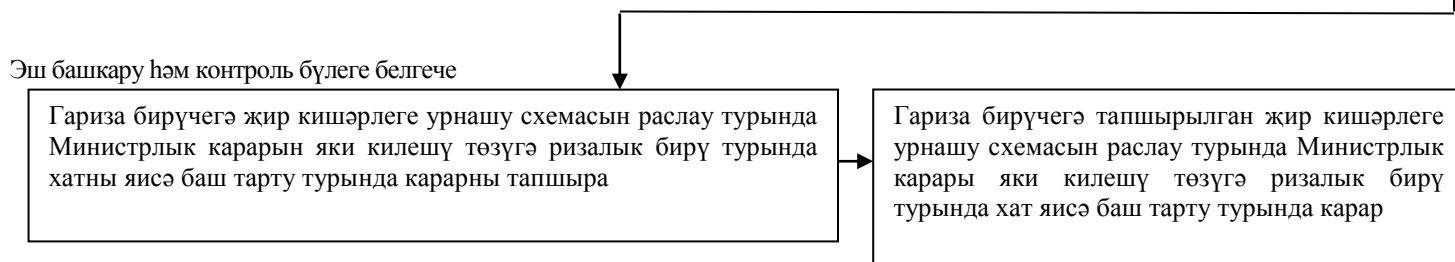 Эш башкару һәм контроль бүлеге белгече
Гариза бирүчегә җир кишәрлеге урнашу схемасын раслау турында
Министрлык карарын яки килешү төзүгә ризалык бирү турында
хатны яисә баш тарту турында карарны тапшыра
Гариза бирүчегә тапшырылган җир кишәрлеге
урнашу схемасын раслау турында Министрлык
карары яки килешү төзүгә ризалык бирү
турында хат яисә баш тарту турында карар